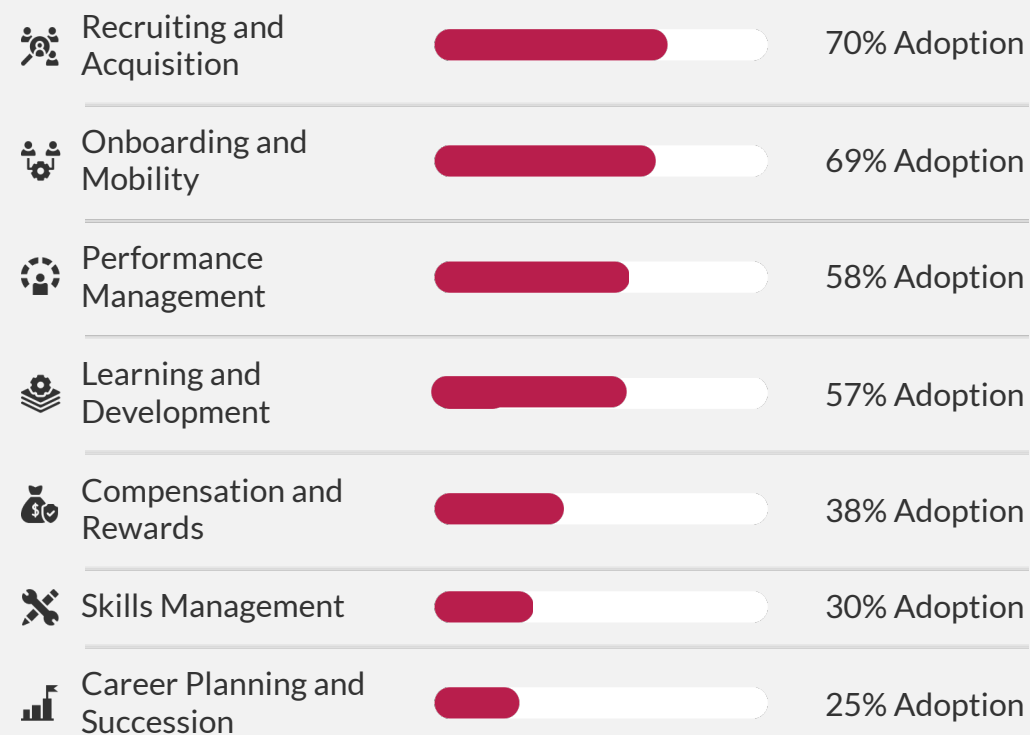 Recruiting and
Acquisition
70% Adoption
Onboarding and
Mobility
69% Adoption
Performance
Management
58% Adoption
Learning and
Development
57% Adoption
$
Compensation and
Rewards
38% Adoption
Skills Management
30% Adoption
Career Planning and
Succession
25% Adoption